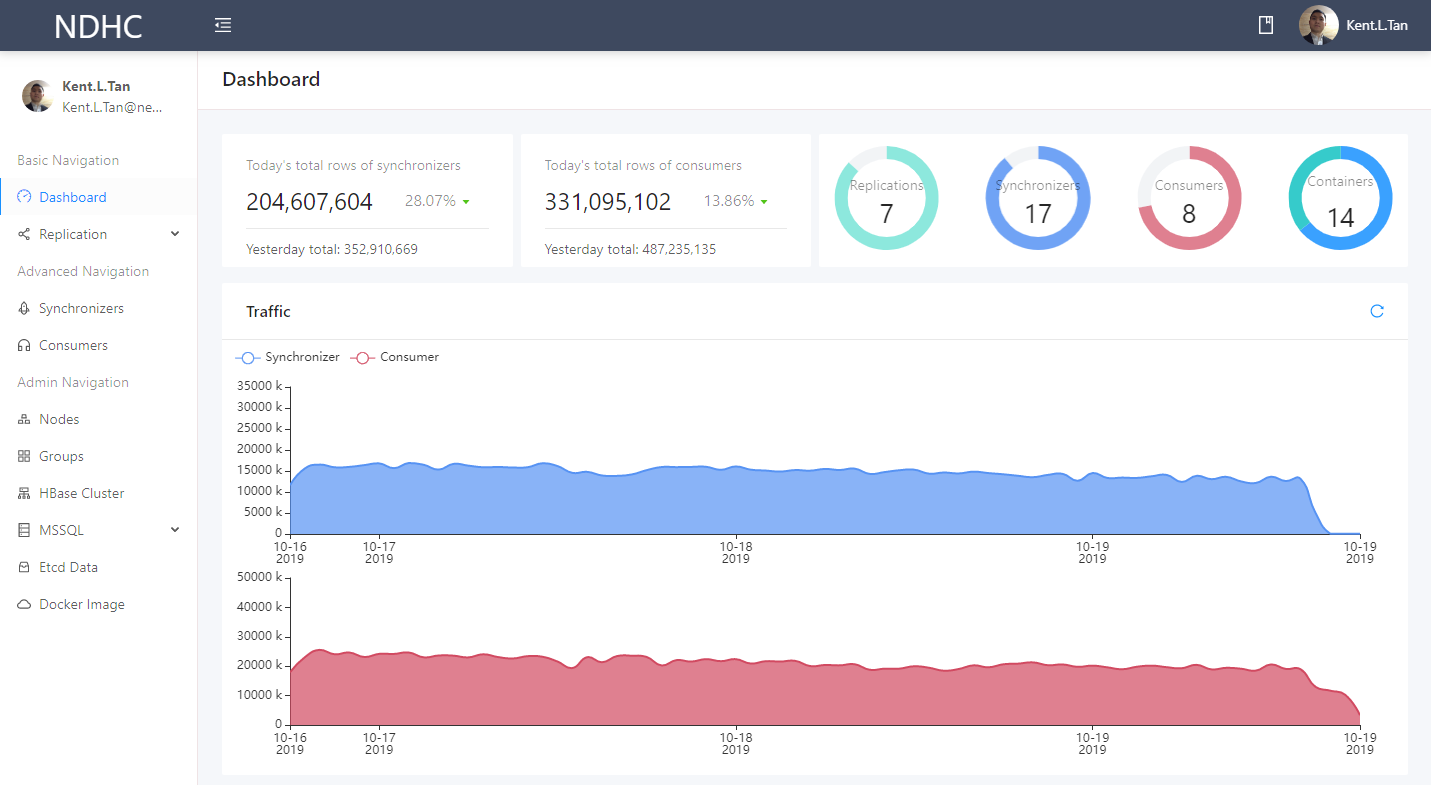 NDHC
Kent.L.Tan
Kent.L.Tan
Kent.L.Tan@ne...
Basic Navigation
Dashboard
Replication
Advanced Navigation
Synchronizers
Consumers
Admin Navigation
Nodes
Groups
HBase Cluster
MSSQL
Etcd Data
Docker Image
Dashboard
Today's total rows of synchronizers
204,607,604 28.07%
Yesterday total: 352,910,669
Today's total rows of consumers
331,095,102 13.86%
Yesterday total: 487,235,135
Replications
7
Synchronizers
17
Consumers
8
Containers
14
Traffic
Synchronizer Consumer
35000 k
30000 k
25000 k
20000 k
15000 k
10000 k
5000 k
0
10-16 10-17 10-18 10-19 10-19
2019 2019 2019 2019 2019
50000 k
40000 k
30000 k
20000 k
10000 k
0
10-16 10-17 10-18 10-19 10-19
2019 2019 2019 2019 2019